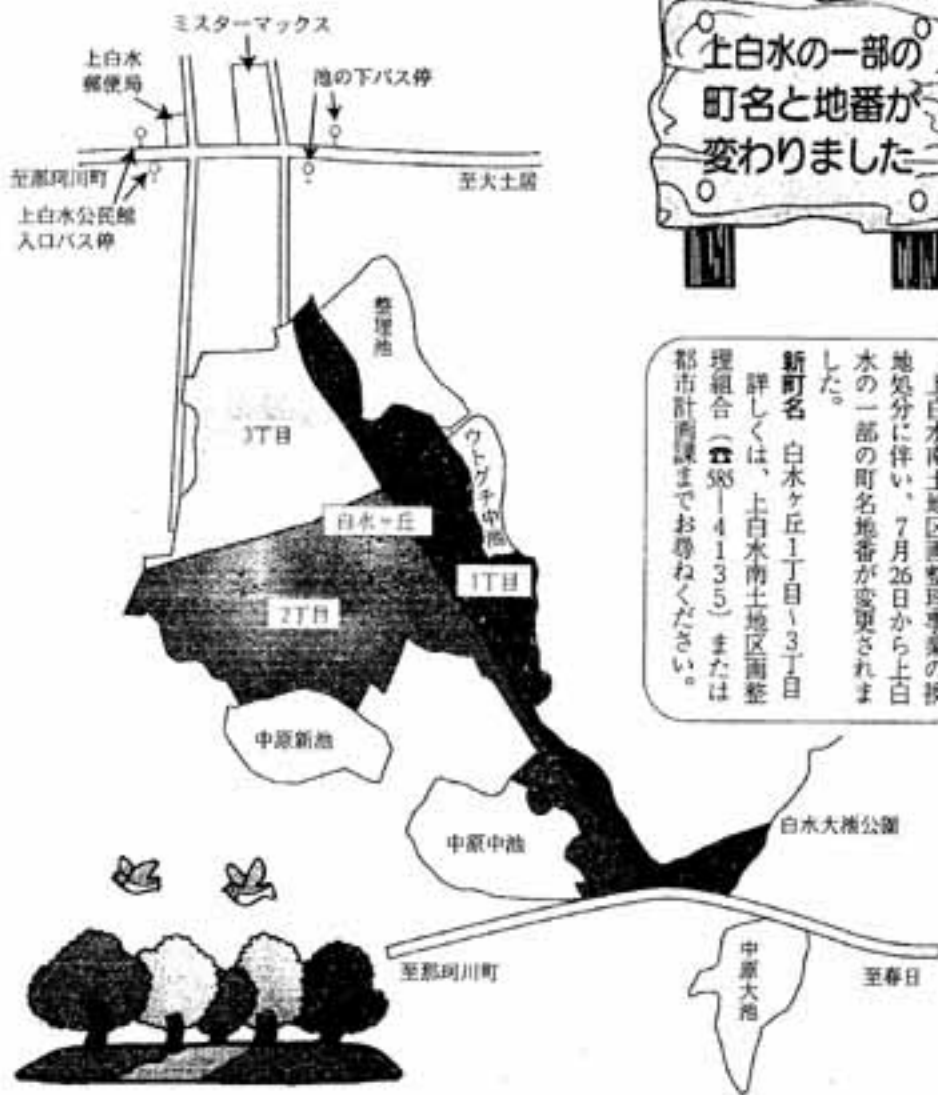 上白水の一部の
町名と地番が
変わりました
上白水南土地区画整理事業の換
地処分に伴い、7月26日から上白
水の一部の町名地番が変更されま
した。
新町名 白水ヶ丘1丁目~3丁目
詳しくは、上白水南土地区画整
理組合(☎585―4135)または
都市計画課までお尋ねください。
ミスターマックス
上白水
郵便局
池の下バス停
至那珂川町
至大土居
上白水公民館
入口バス停
整理池
3丁目
ウトグチ中池
白水ヶ丘
1丁目
2丁目
中原新池
中原中池
白水大池公園
至那珂川町
中原大池
至春日